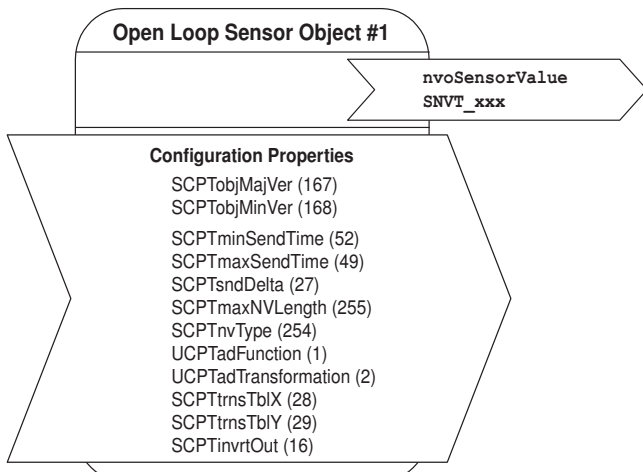 Open Loop Sensor Object #1
nvoSensorValue
SNVT_xxx
Configuration Properties
SCPTobjMajVer (167)
SCPTobjMinVer (168)
SCPTminSendTime (52)
SCPTmaxSendTime (49)
SCPTsndDelta (27)
SCPTmaxNVLength (255)
SCPTnvType (254)
UCPTadFunction (1)
UCPTadTransformation (2)
SCPTtrnsTblX (28)
SCPTtrnsTblY (29)
SCPTinvrtOut (16)